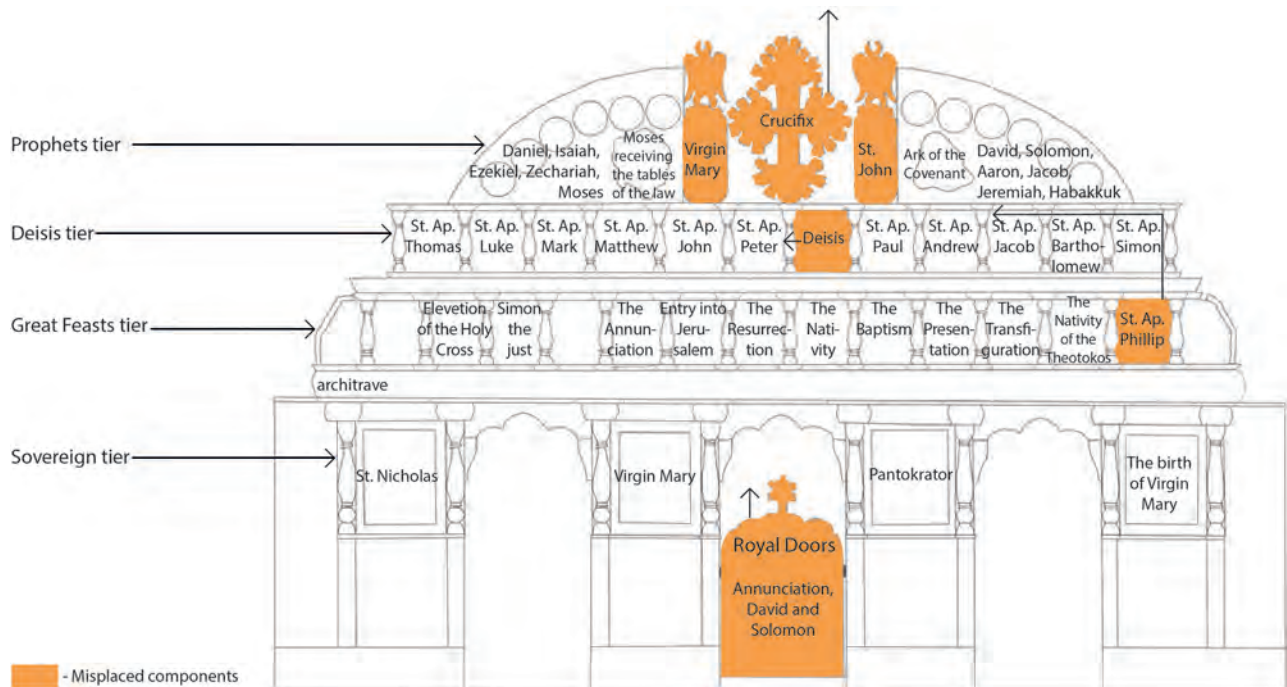 Prophets tier
Daniel, Isaiah,
Ezekiel, Zechariah,
Moses
Moses
receiving
the tables
of the law
Virgin
Mary
Crucifix
St.
John
Ark of the
Covenant
David, Solomon,
Aaron, Jacob,
Jeremiah, Habakkuk
Deisis tier
St. Ap.
Thomas
St. Ap.
Luke
St. Ap.
Mark
St. Ap.
Matthew
St. Ap.
John
St. Ap.
Peter
Deisis
St. Ap.
Paul
St. Ap.
Andrew
St. Ap.
Jacob
St. Ap.
Bartho-
lomew
St. Ap.
Simon
Great Feasts tier
Elevetion
of the Holy
Cross
Simon
the
just
The
Annun-
ciation
Entry into
Jeru-
salem
The
Resurrec-
tion
The
Nati-
vity
The
Baptism
The
Presen-
tation
The
Transfi-
guration
The
Nativity
of the
Theotokos
St. Ap.
Phillip
architrave
Sovereign tier
St. Nicholas
Virgin Mary
Pantokrator
The birth
of Virgin
Mary
Royal Doors
Annunciation,
David and
Solomon
- Misplaced components